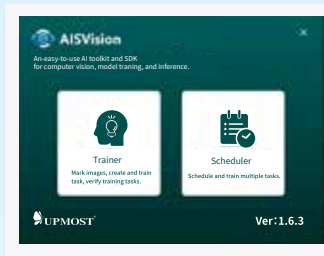 AISVision
An-easy-to-use AI toolkit and SDK
for computer vision, model traning, and inference.
Trainer
Mark images, create and train
task, verify training tasks.
Scheduler
Schedule and train multiple tasks.
UPMOST
Ver:1.6.3